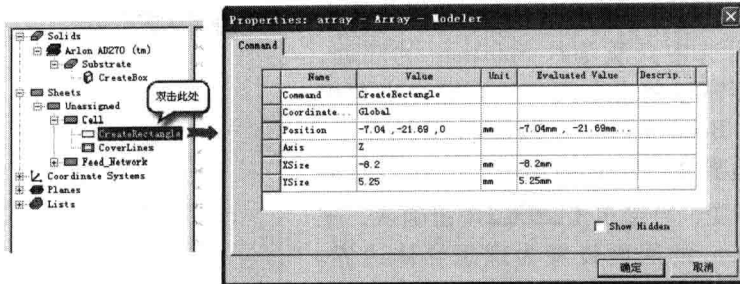 Solids
Arlon AD270 (tm)
Substrate
CreateBox
Sheets
Unassigned
Cell
CreateRectangle
CoverLines
Feed_Network
Coordinate Systems
Planes
Lists
双击此处
Properties: array - Array - Modeler
Command
Name Value Unit Evaluated Value Descrip...
Command CreateRectangle
Coordinate... Global
Position -7.04 ,-21.69 ,0 mm -7.04mm , -21.69mm...
Axis Z
XSize -8.2 mm -8.2mm
YSize 5.25 mm 5.25mm
Show Hidden
确定 取消